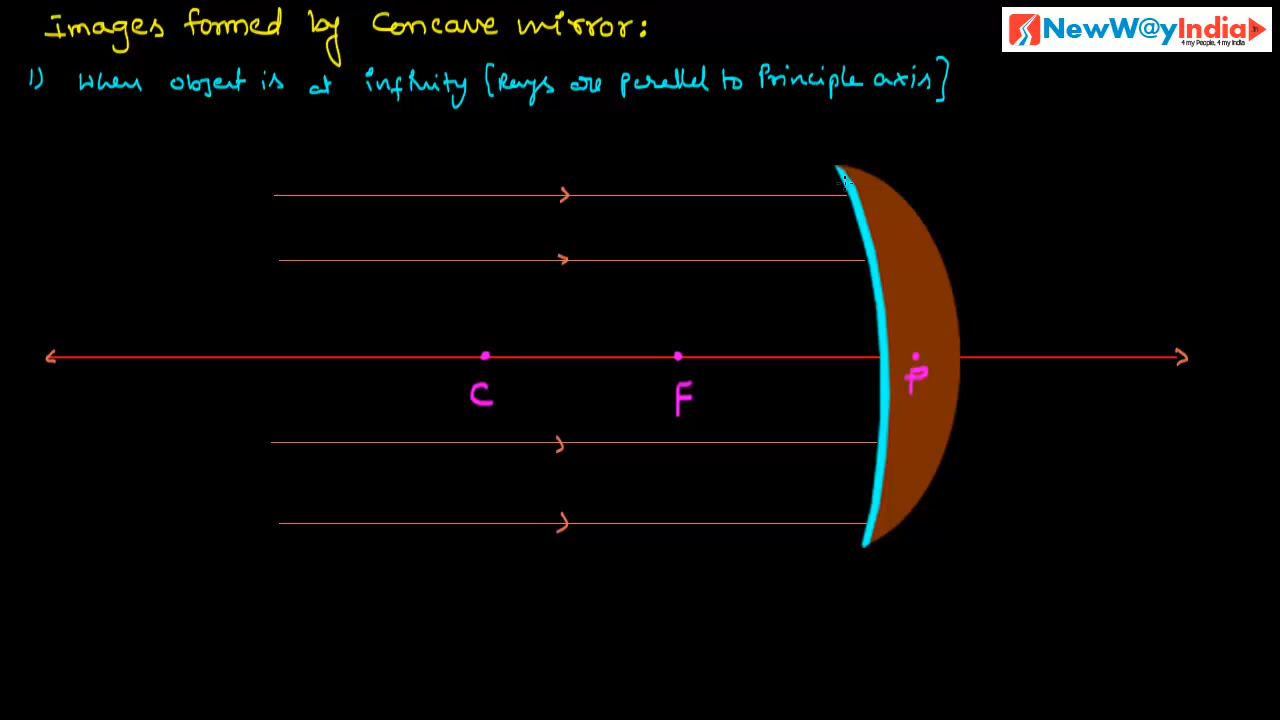 Images formed by Concave mirror:
NewW@yIndia.in
4 my People, 4 my India
1) When object is at infinity [Rays are parallel to Principle axis]
C
F
P